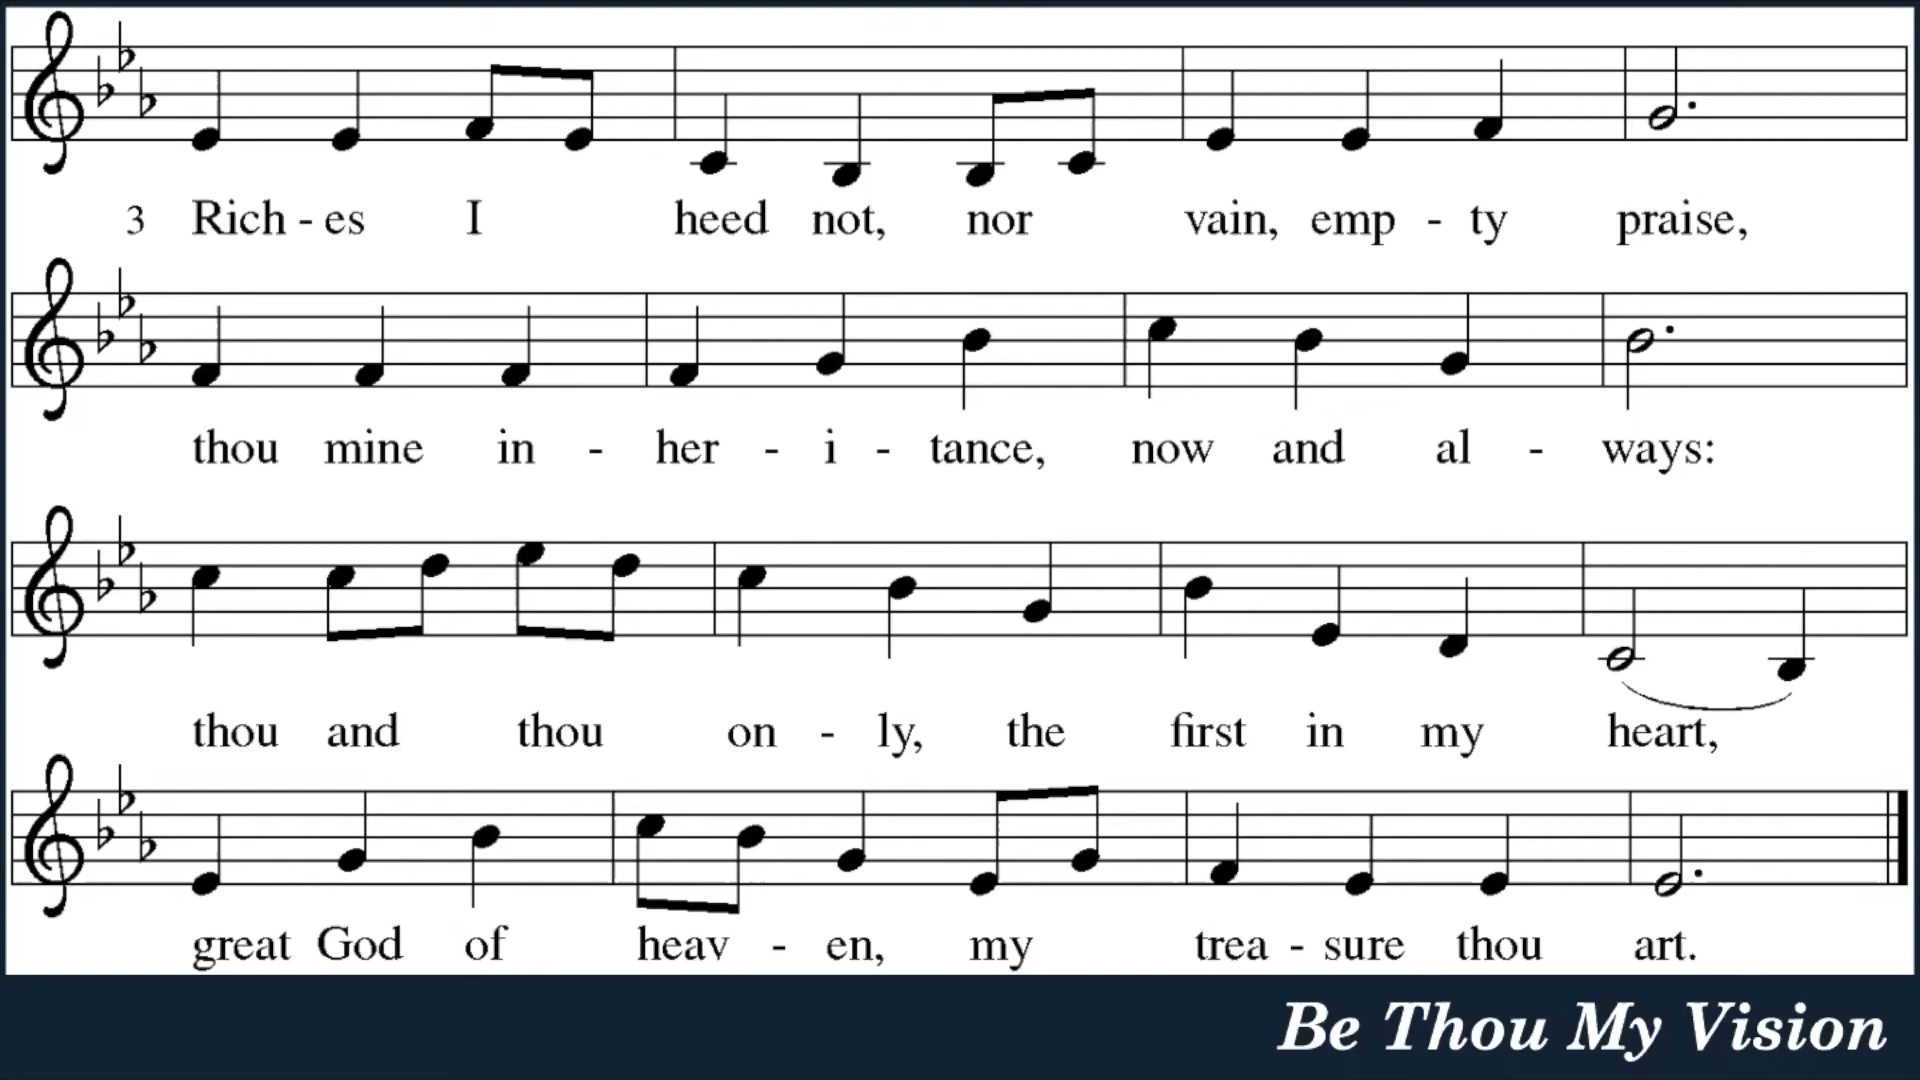 3 Rich - es I heed not, nor vain, emp - ty praise,
thou mine in - her - i - tance, now and al - ways:
thou and thou on - ly, the first in my heart,
great God of heav - en, my trea - sure thou art.
Be Thou My Vision